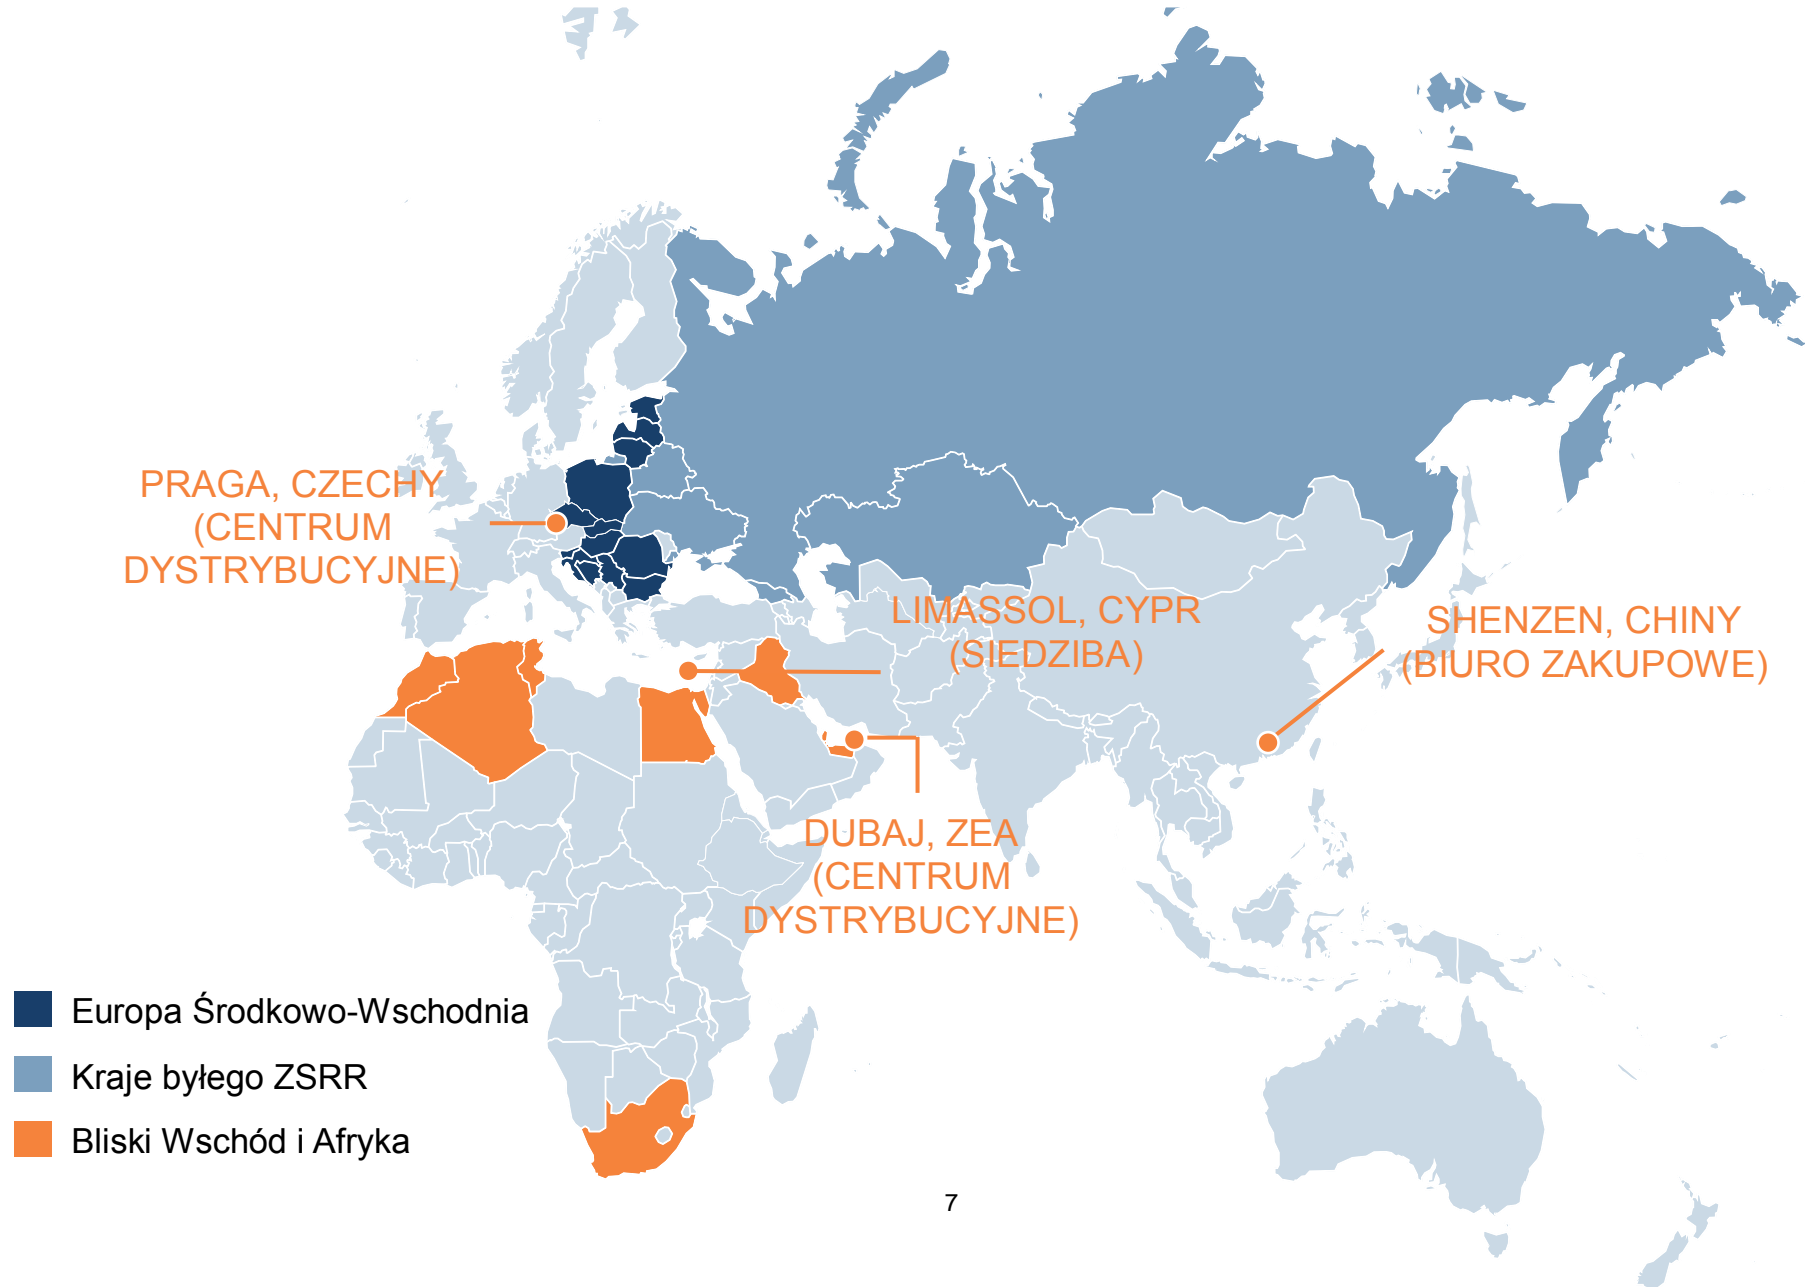 PRAGA, CZECHY
(CENTRUM
DYSTRYBUCYJNE)
LIMASSOL, CYPR
(SIEDZIBA)
SHENZEN, CHINY
(BIURO ZAKUPOWE)
DUBAJ, ZEA
(CENTRUM
DYSTRYBUCYJNE)
Europa Środkowo-Wschodnia
Kraje byłego ZSRR
Bliski Wschód i Afryka
7